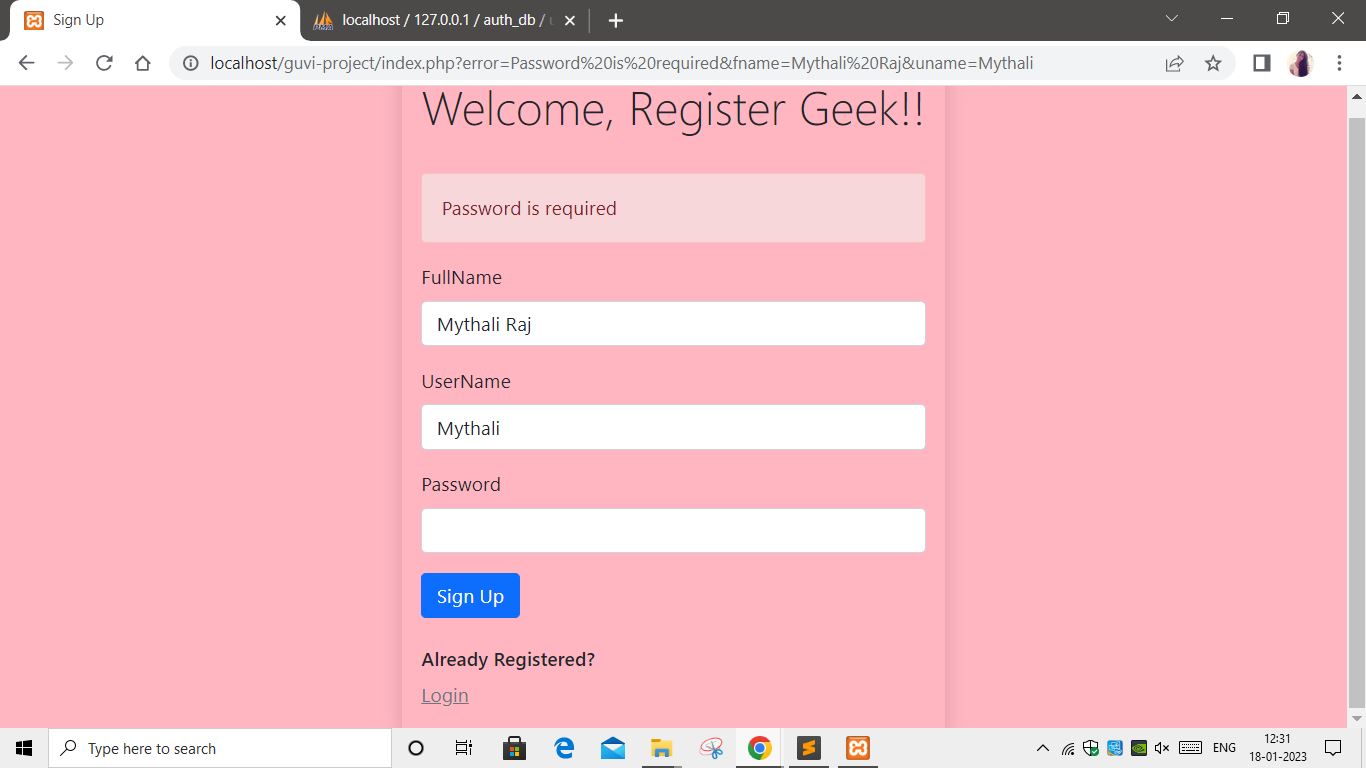 Sign Up
localhost / 127.0.0.1 / auth_db /
localhost/guvi-project/index.php?error=Password%20is%20required&fname=Mythali%20Raj&uname=Mythali
Welcome, Register Geek!!
Password is required
FullName
Mythali Raj
UserName
Mythali
Password
Sign Up
Already Registered?
Login
Type here to search
ENG
12:31
18-01-2023